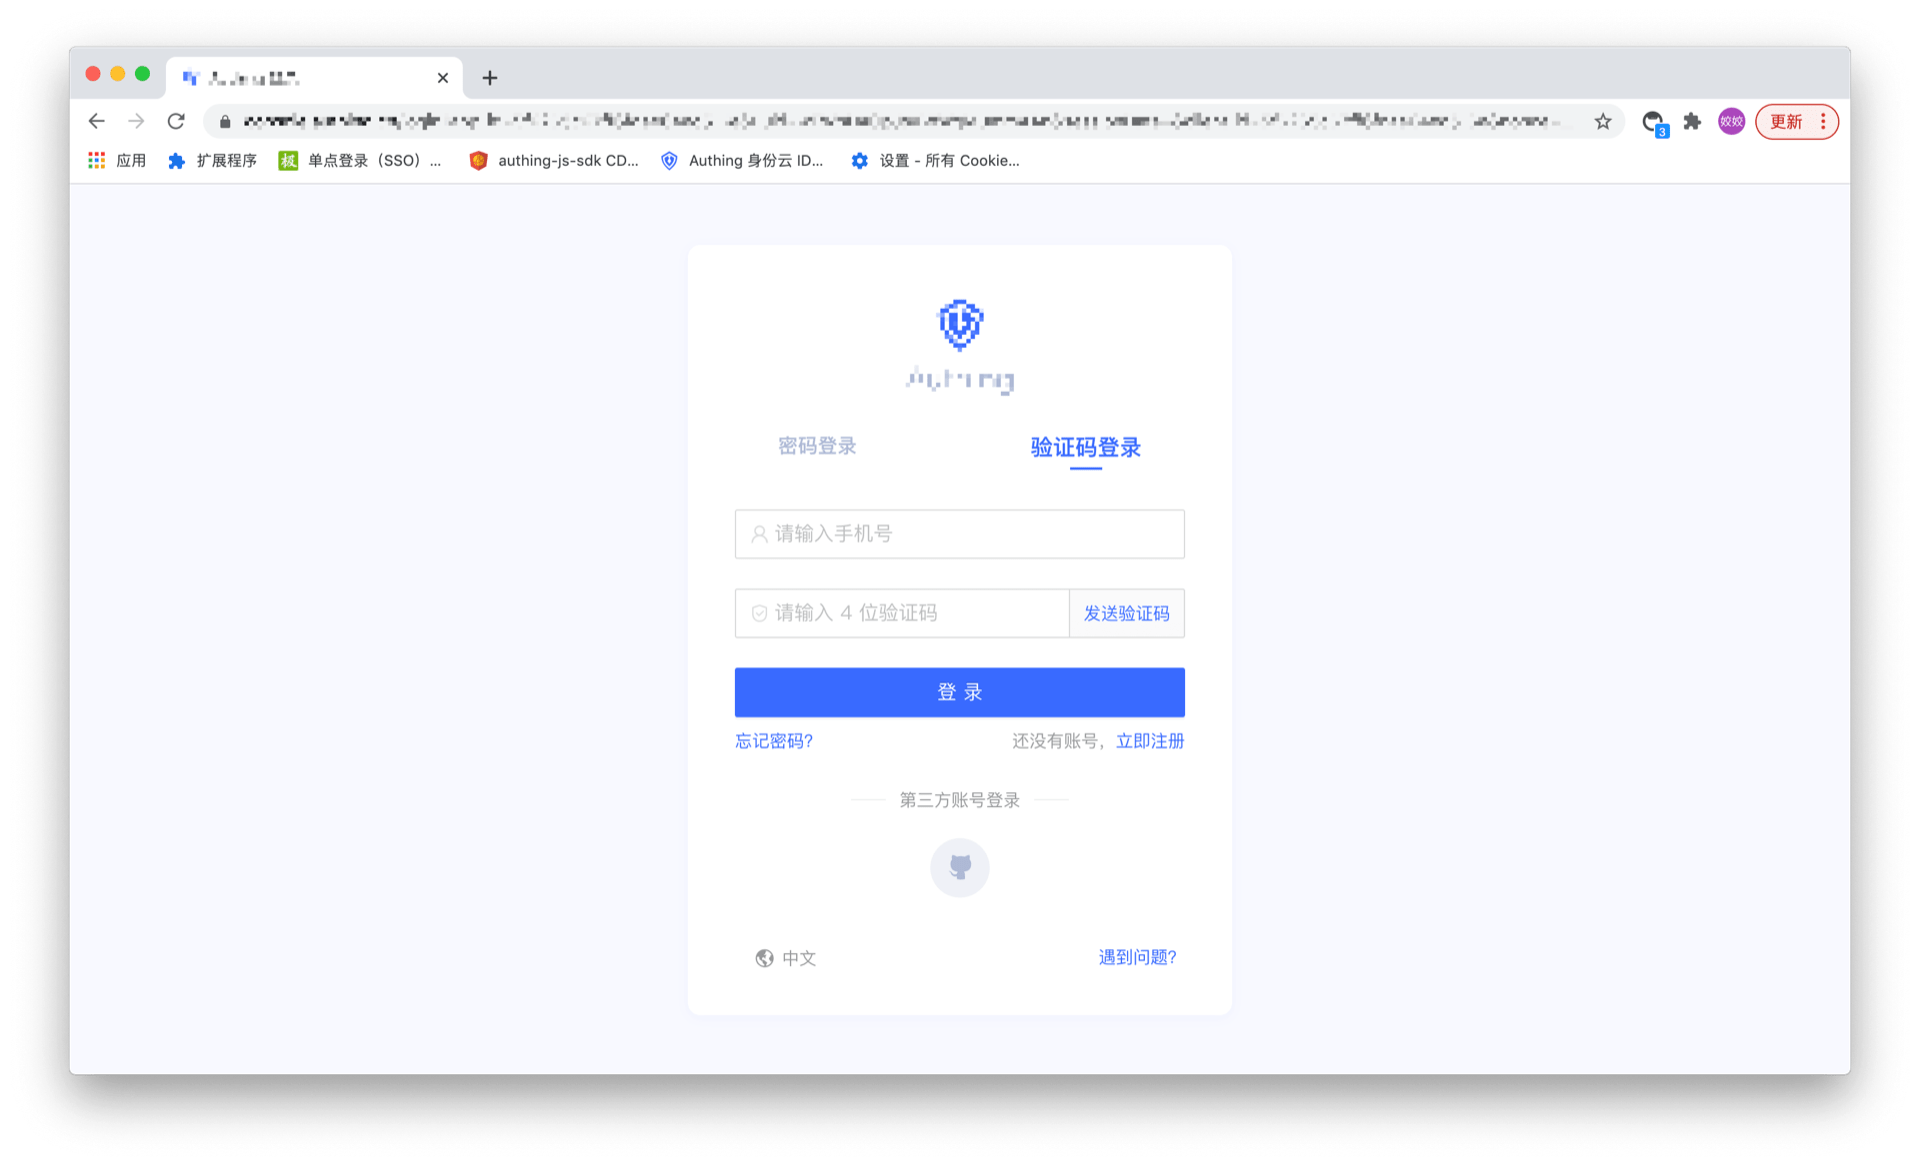 姣姣 更新
应用 扩展程序 单点登录（SSO）... authing-js-sdk CD... Authing 身份云 ID... 设置 - 所有 Cookie...
Authing
密码登录 验证码登录
请输入手机号
请输入 4 位验证码 发送验证码
登 录
忘记密码? 还没有账号，立即注册
第三方账号登录
中文 遇到问题?